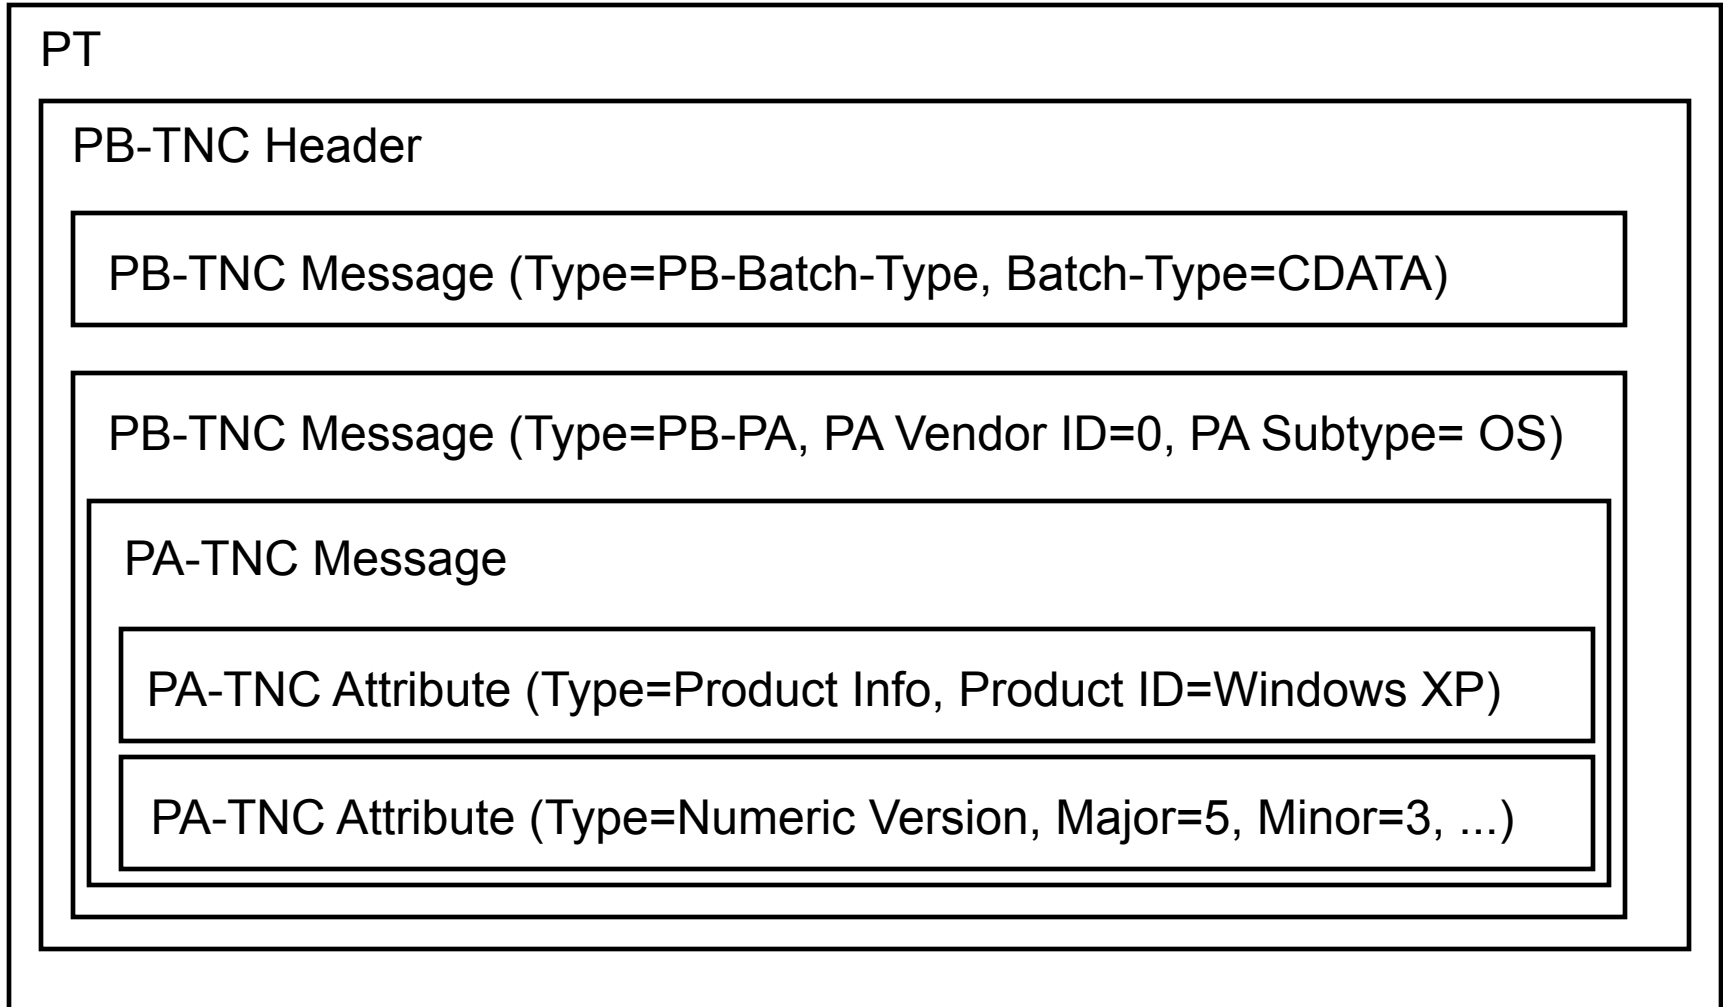 PT
PB-TNC Header
PB-TNC Message (Type=PB-Batch-Type, Batch-Type=CDATA)
PB-TNC Message (Type=PB-PA, PA Vendor ID=0, PA Subtype= OS)
PA-TNC Message
PA-TNC Attribute (Type=Product Info, Product ID=Windows XP)
PA-TNC Attribute (Type=Numeric Version, Major=5, Minor=3, ...)